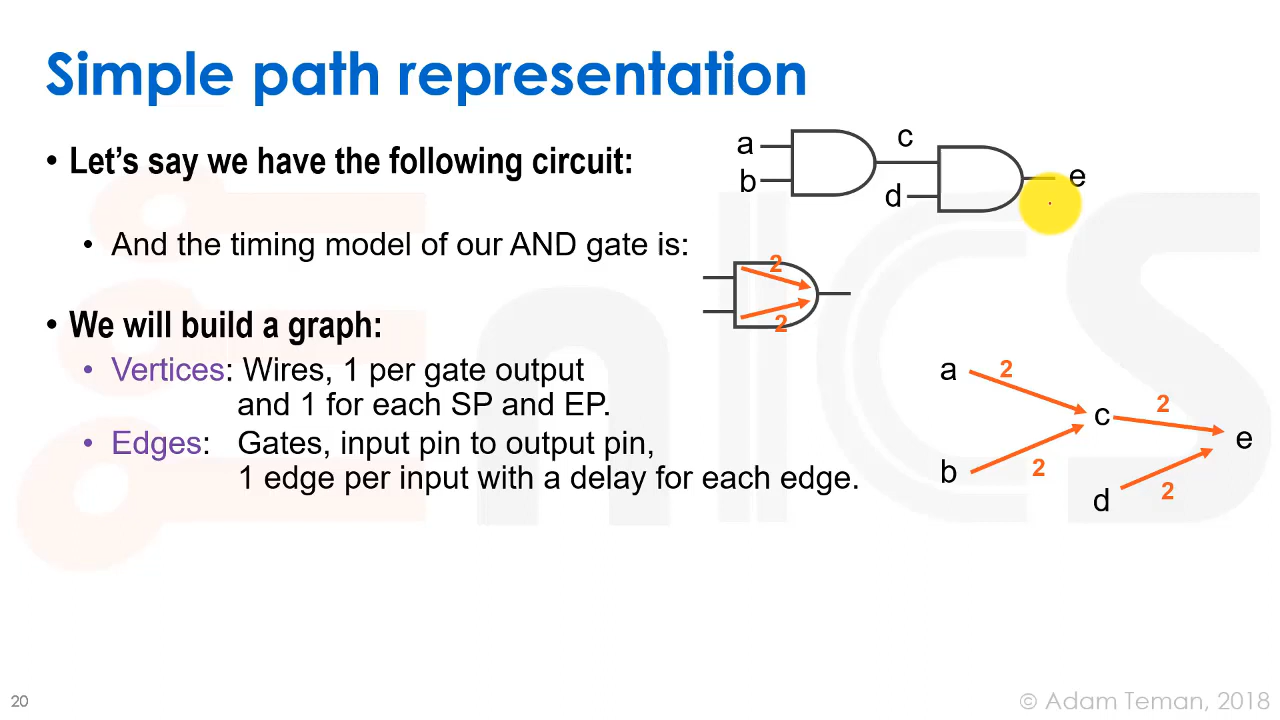 Simple path representation
• Let's say we have the following circuit:
a
b
c
d
e
• And the timing model of our AND gate is:
2
2
• We will build a graph:
• Vertices: Wires, 1 per gate output
and 1 for each SP and EP.
• Edges: Gates, input pin to output pin,
1 edge per input with a delay for each edge.
a
2
c
2
e
b
2
d
2
enICS
20
© Adam Teman, 2018